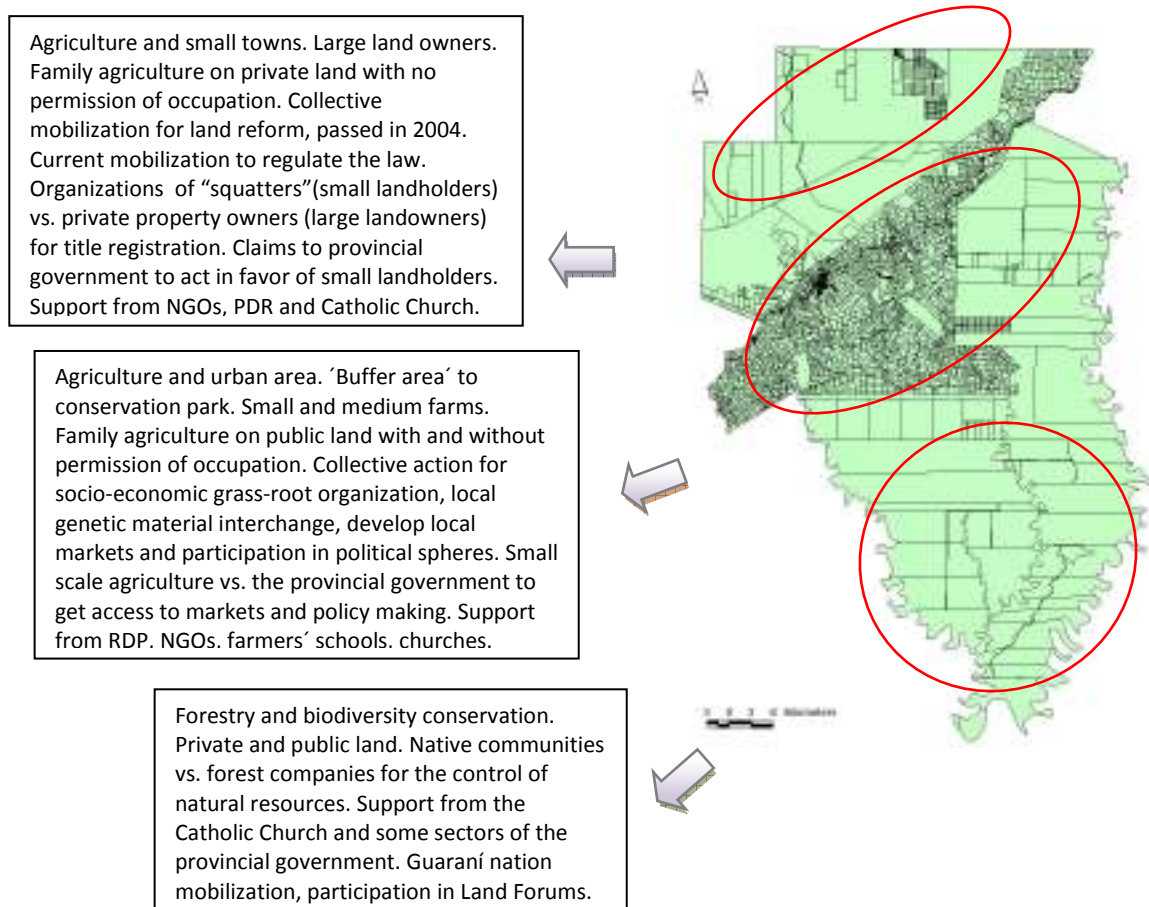 Agriculture and small towns. Large land owners.
Family agriculture on private land with no
permission of occupation. Collective
mobilization for land reform, passed in 2004.
Current mobilization to regulate the law.
Organizations of “squatters”(small landholders)
vs. private property owners (large landowners)
for title registration. Claims to provincial
government to act in favor of small landholders.
Support from NGOs, PDR and Catholic Church.
Agriculture and urban area. ´Buffer area´ to
conservation park. Small and medium farms.
Family agriculture on public land with and without
permission of occupation. Collective action for
socio-economic grass-root organization, local
genetic material interchange, develop local
markets and participation in political spheres. Small
scale agriculture vs. the provincial government to
get access to markets and policy making. Support
from RDP, NGOs, farmers´ schools, churches.
Forestry and biodiversity conservation.
Private and public land. Native communities
vs. forest companies for the control of
natural resources. Support from the
Catholic Church and some sectors of the
provincial government. Guaraní nation
mobilization, participation in Land Forums.